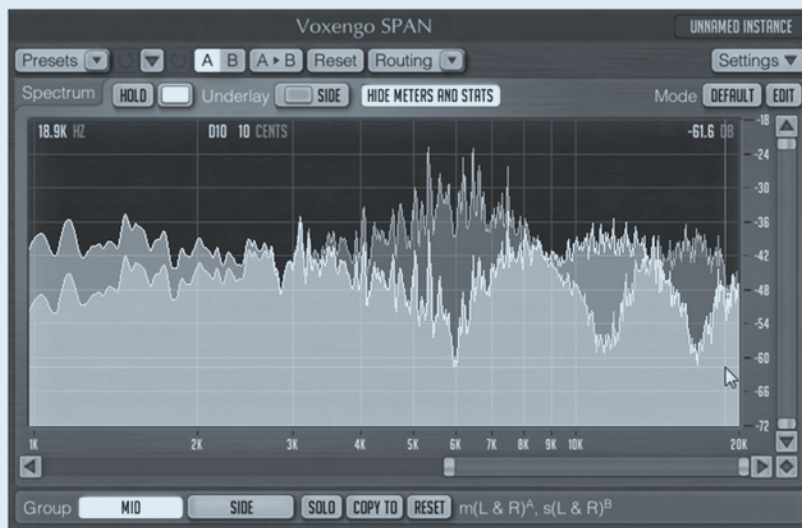 Voxengo SPAN UNNAMED INSTANCE
Presets A B A ▸ B Reset Routing Settings
Spectrum HOLD Underlay SIDE HIDE METERS AND STATS Mode DEFAULT EDIT
18.9K HZ D10 10 CENTS -61.6 DB
-18
-24
-30
-36
-42
-48
-54
-60
-66
-72
1K 2K 3K 4K 5K 6K 7K 8K 9K 10K 20K
Group MID SIDE SOLO COPY TO RESET m(L & R)ᴬ, s(L & R)ᴮ